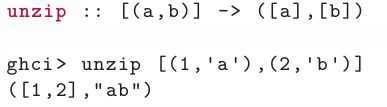 unzip :: [(a,b)] -> ([a],[b])
ghci> unzip [(1,'a'),(2,'b')]
([1,2],"ab")